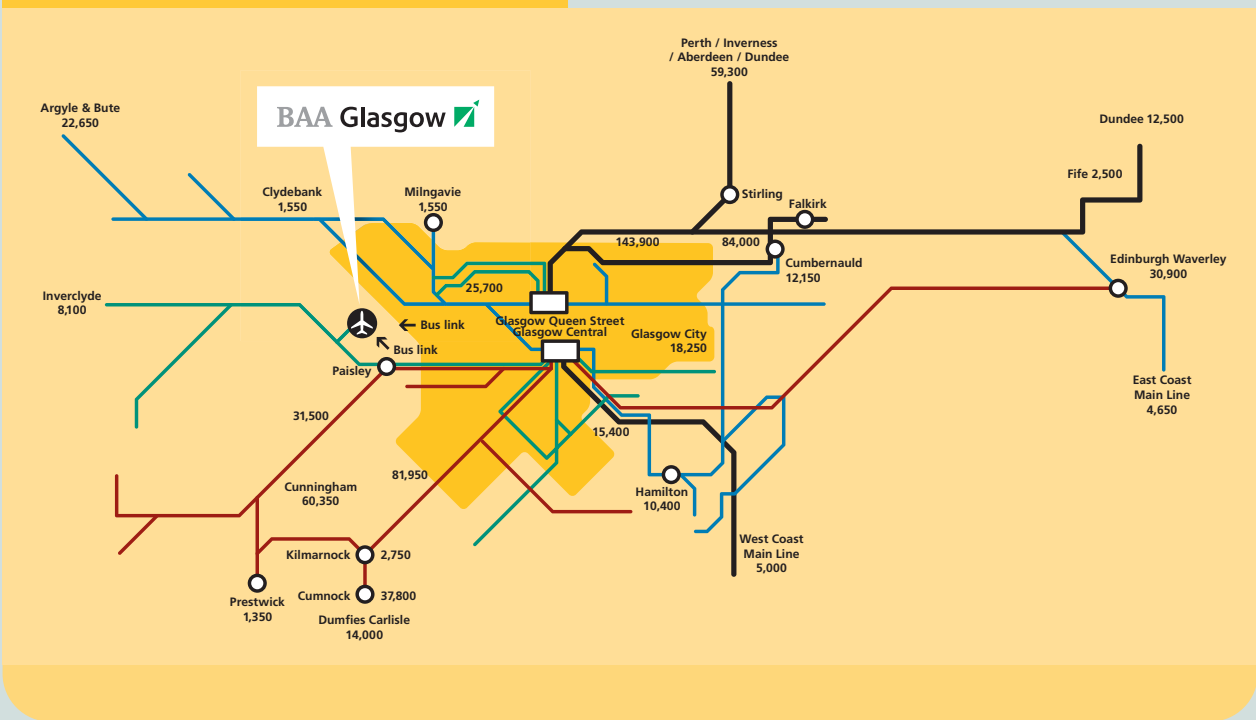 Perth / Inverness
/ Aberdeen / Dundee
59,300
Argyle & Bute
22,650
BAA Glasgow
Dundee 12,500
Fife 2,500
Clydebank
1,550
Milngavie
1,550
Stirling
Falkirk
143,900
84,000
Cumbernauld
12,150
Edinburgh Waverley
30,900
25,700
Inverclyde
8,100
Glasgow Queen Street
Glasgow Central
Bus link
Glasgow City
18,250
Bus link
Paisley
31,500
East Coast
Main Line
4,650
15,400
81,950
Cunningham
60,350
Hamilton
10,400
West Coast
Main Line
5,000
Kilmarnock
2,750
Cumnock
37,800
Prestwick
1,350
Dumfies Carlisle
14,000